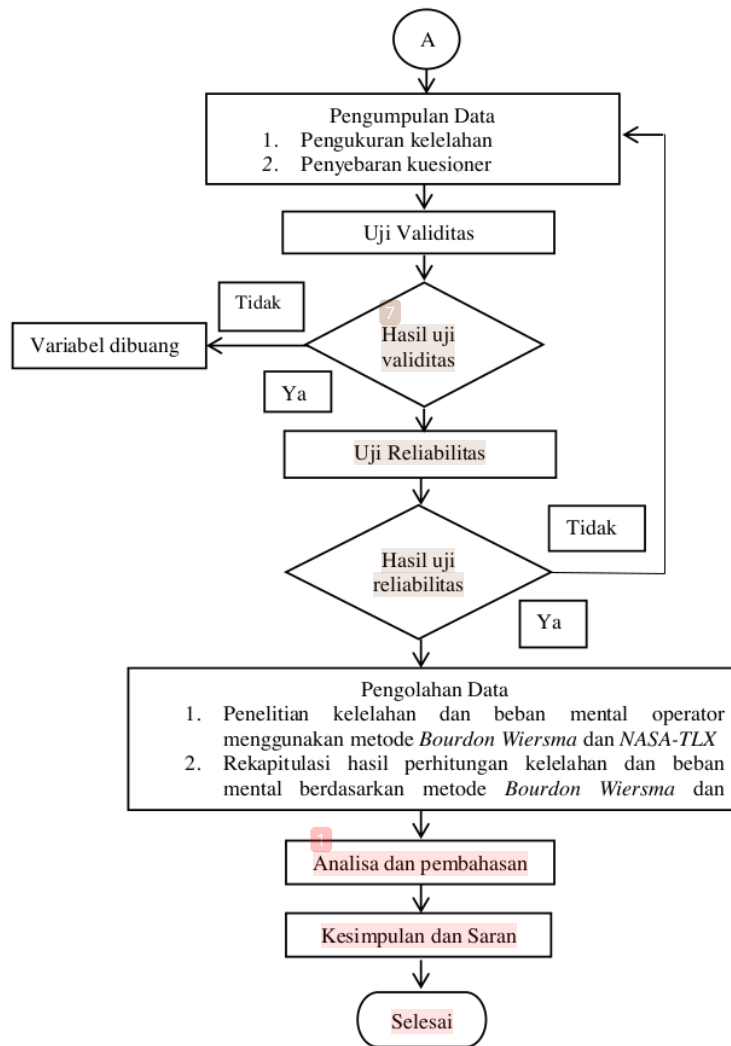 A
Pengumpulan Data
1. Pengukuran kelelahan
2. Penyebaran kuesioner
Uji Validitas
Tidak
7
Hasil uji
validitas
Variabel dibuang
Ya
Uji Reliabilitas
Tidak
Hasil uji
reliabilitas
Ya
Pengolahan Data
1. Penelitian kelelahan dan beban mental operator
menggunakan metode Bourdon Wiersma dan NASA-TLX
2. Rekapitulasi hasil perhitungan kelelahan dan beban
mental berdasarkan metode Bourdon Wiersma dan
1
Analisa dan pembahasan
Kesimpulan dan Saran
Selesai